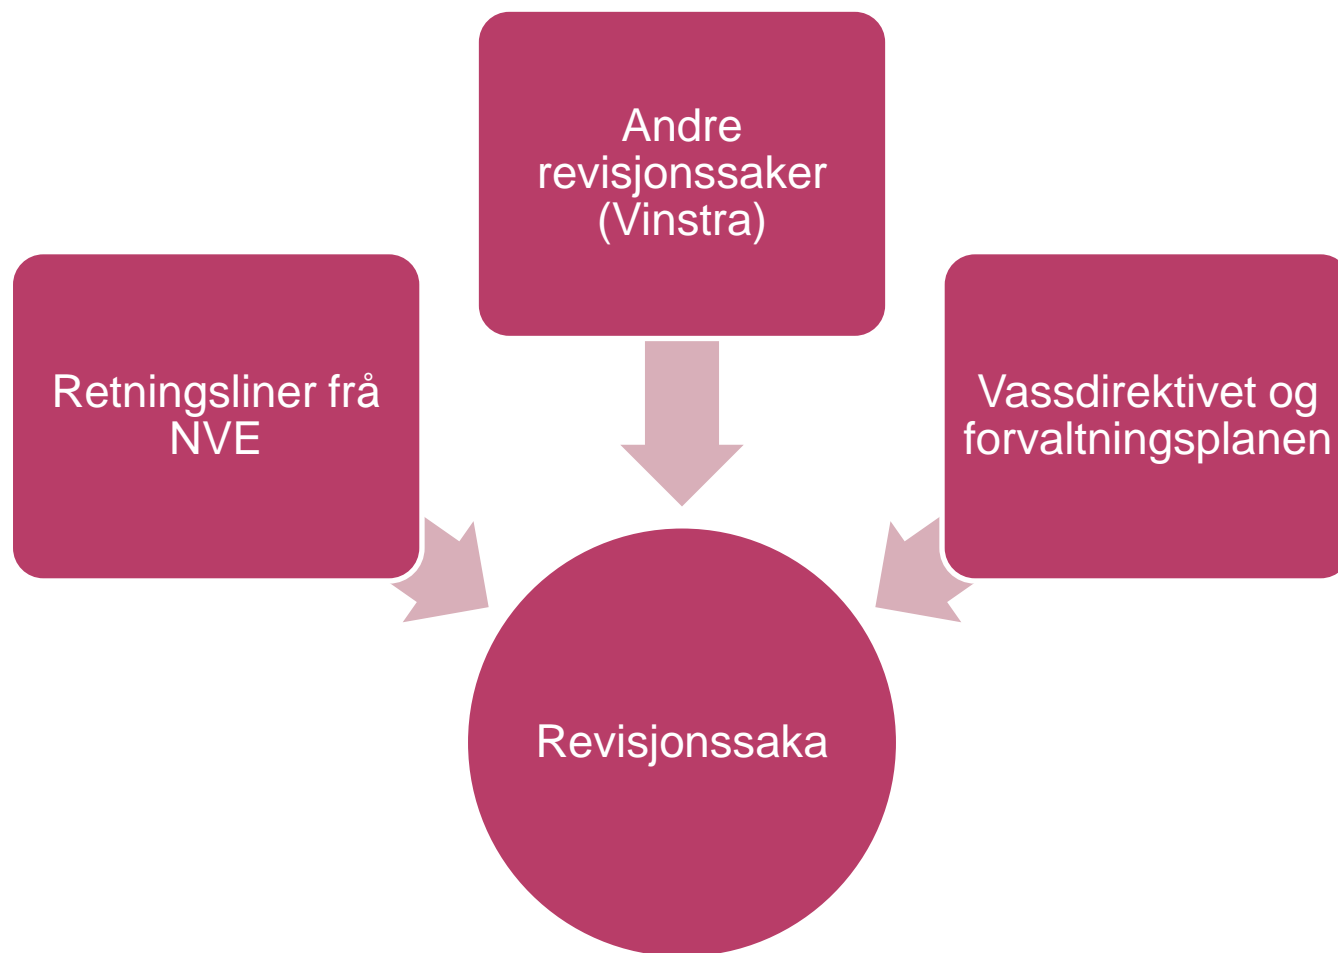 Andre
revisjonssaker
(Vinstra)
Retningsliner frå
NVE
Vassdirektivet og
forvaltningsplanen
Revisjonssaka